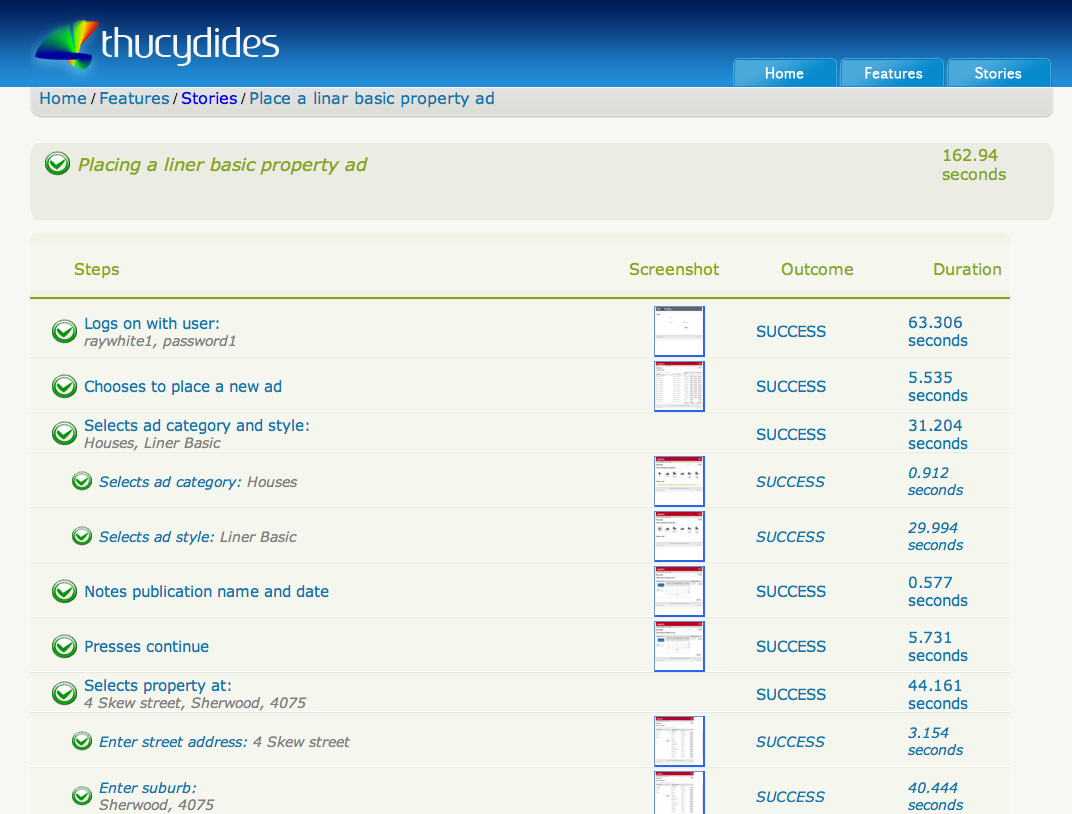 thucydides
Home Features Stories
Home / Features / Stories / Place a linar basic property ad
Placing a liner basic property ad 162.94
seconds
Steps Screenshot Outcome Duration
Logs on with user: SUCCESS 63.306
raywhite1, password1 seconds
Chooses to place a new ad SUCCESS 5.535
seconds
Selects ad category and style: SUCCESS 31.204
Houses, Liner Basic seconds
Selects ad category: Houses SUCCESS 0.912
seconds
Selects ad style: Liner Basic SUCCESS 29.994
seconds
Notes publication name and date SUCCESS 0.577
seconds
Presses continue SUCCESS 5.731
seconds
Selects property at: SUCCESS 44.161
4 Skew street, Sherwood, 4075 seconds
Enter street address: 4 Skew street SUCCESS 3.154
seconds
Enter suburb: SUCCESS 40.444
Sherwood, 4075 seconds